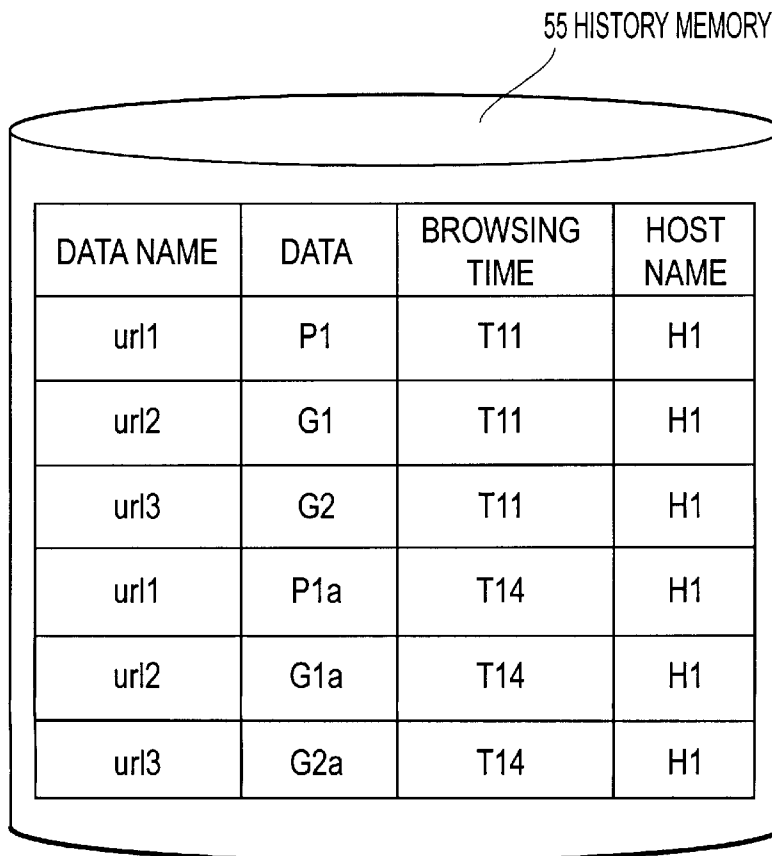 55 HISTORY MEMORY
DATA NAME DATA BROWSING TIME HOST NAME
url1 P1 T11 H1
url2 G1 T11 H1
url3 G2 T11 H1
url1 P1a T14 H1
url2 G1a T14 H1
url3 G2a T14 H1